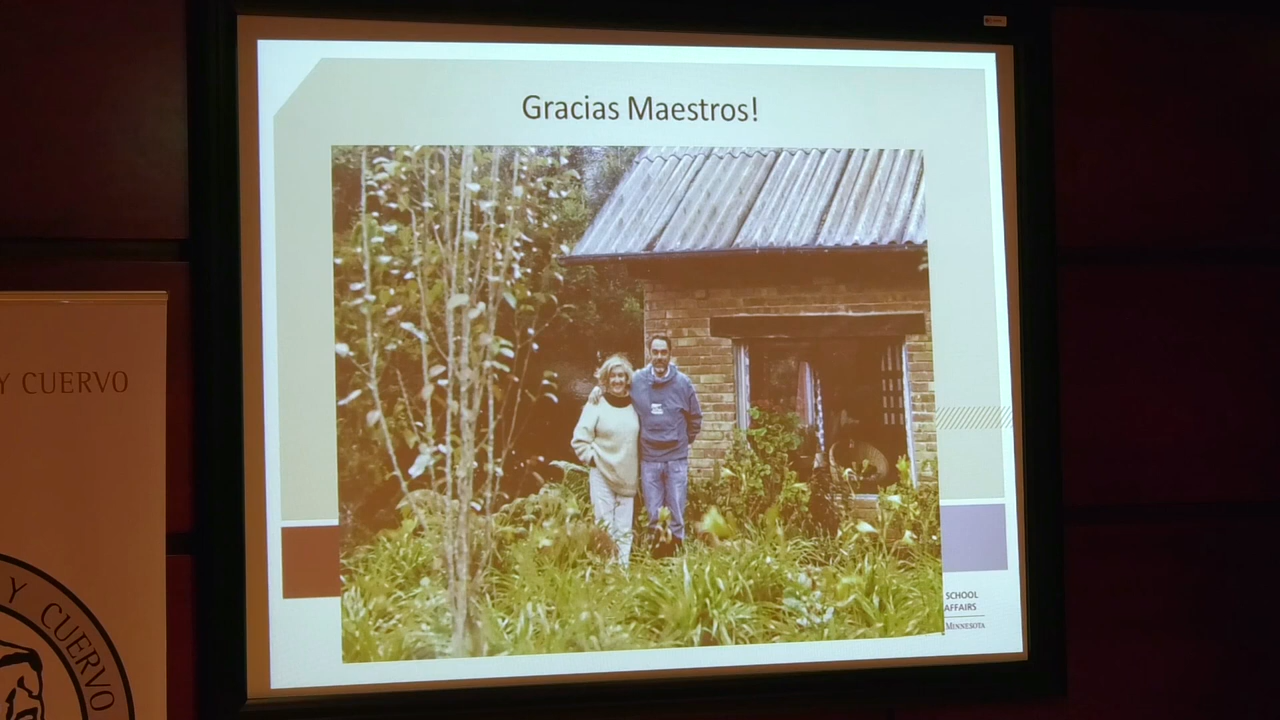 Gracias Maestros!
Y CUERVO
SCHOOL
AFFAIRS
MINNESOTA
Y CUERVO